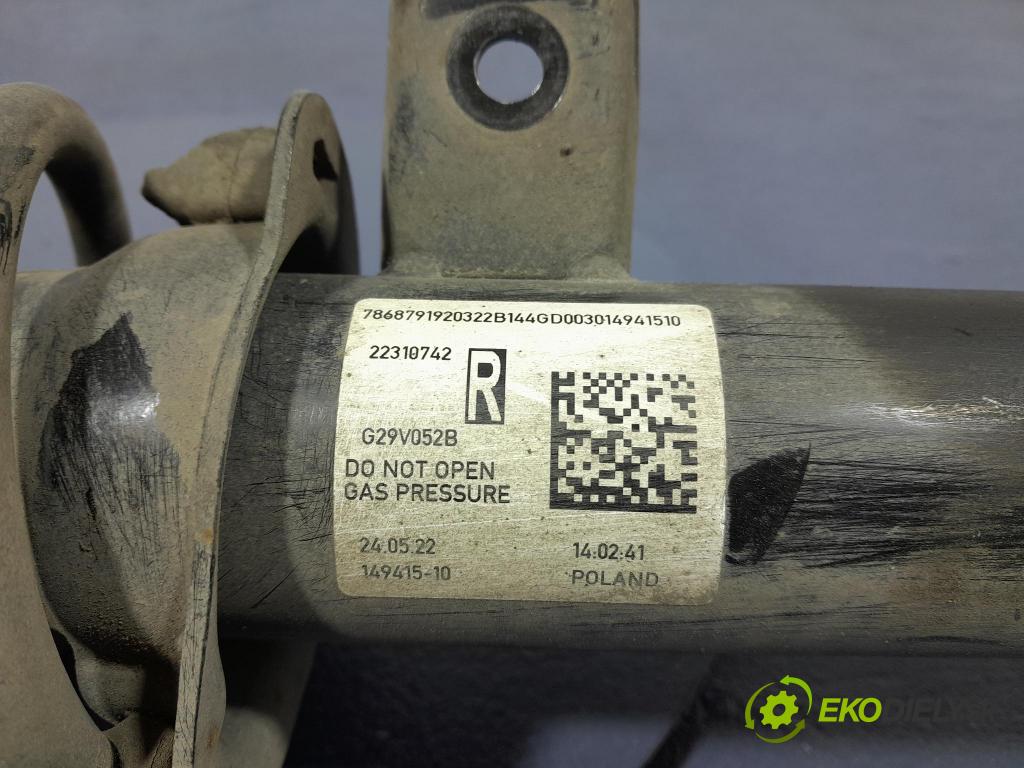 7868791920322B144GD003014941510
22310742
R
G29V052B
DO NOT OPEN
GAS PRESSURE
24.05.22
14:02:41
149415-10
POLAND
EKODIELY